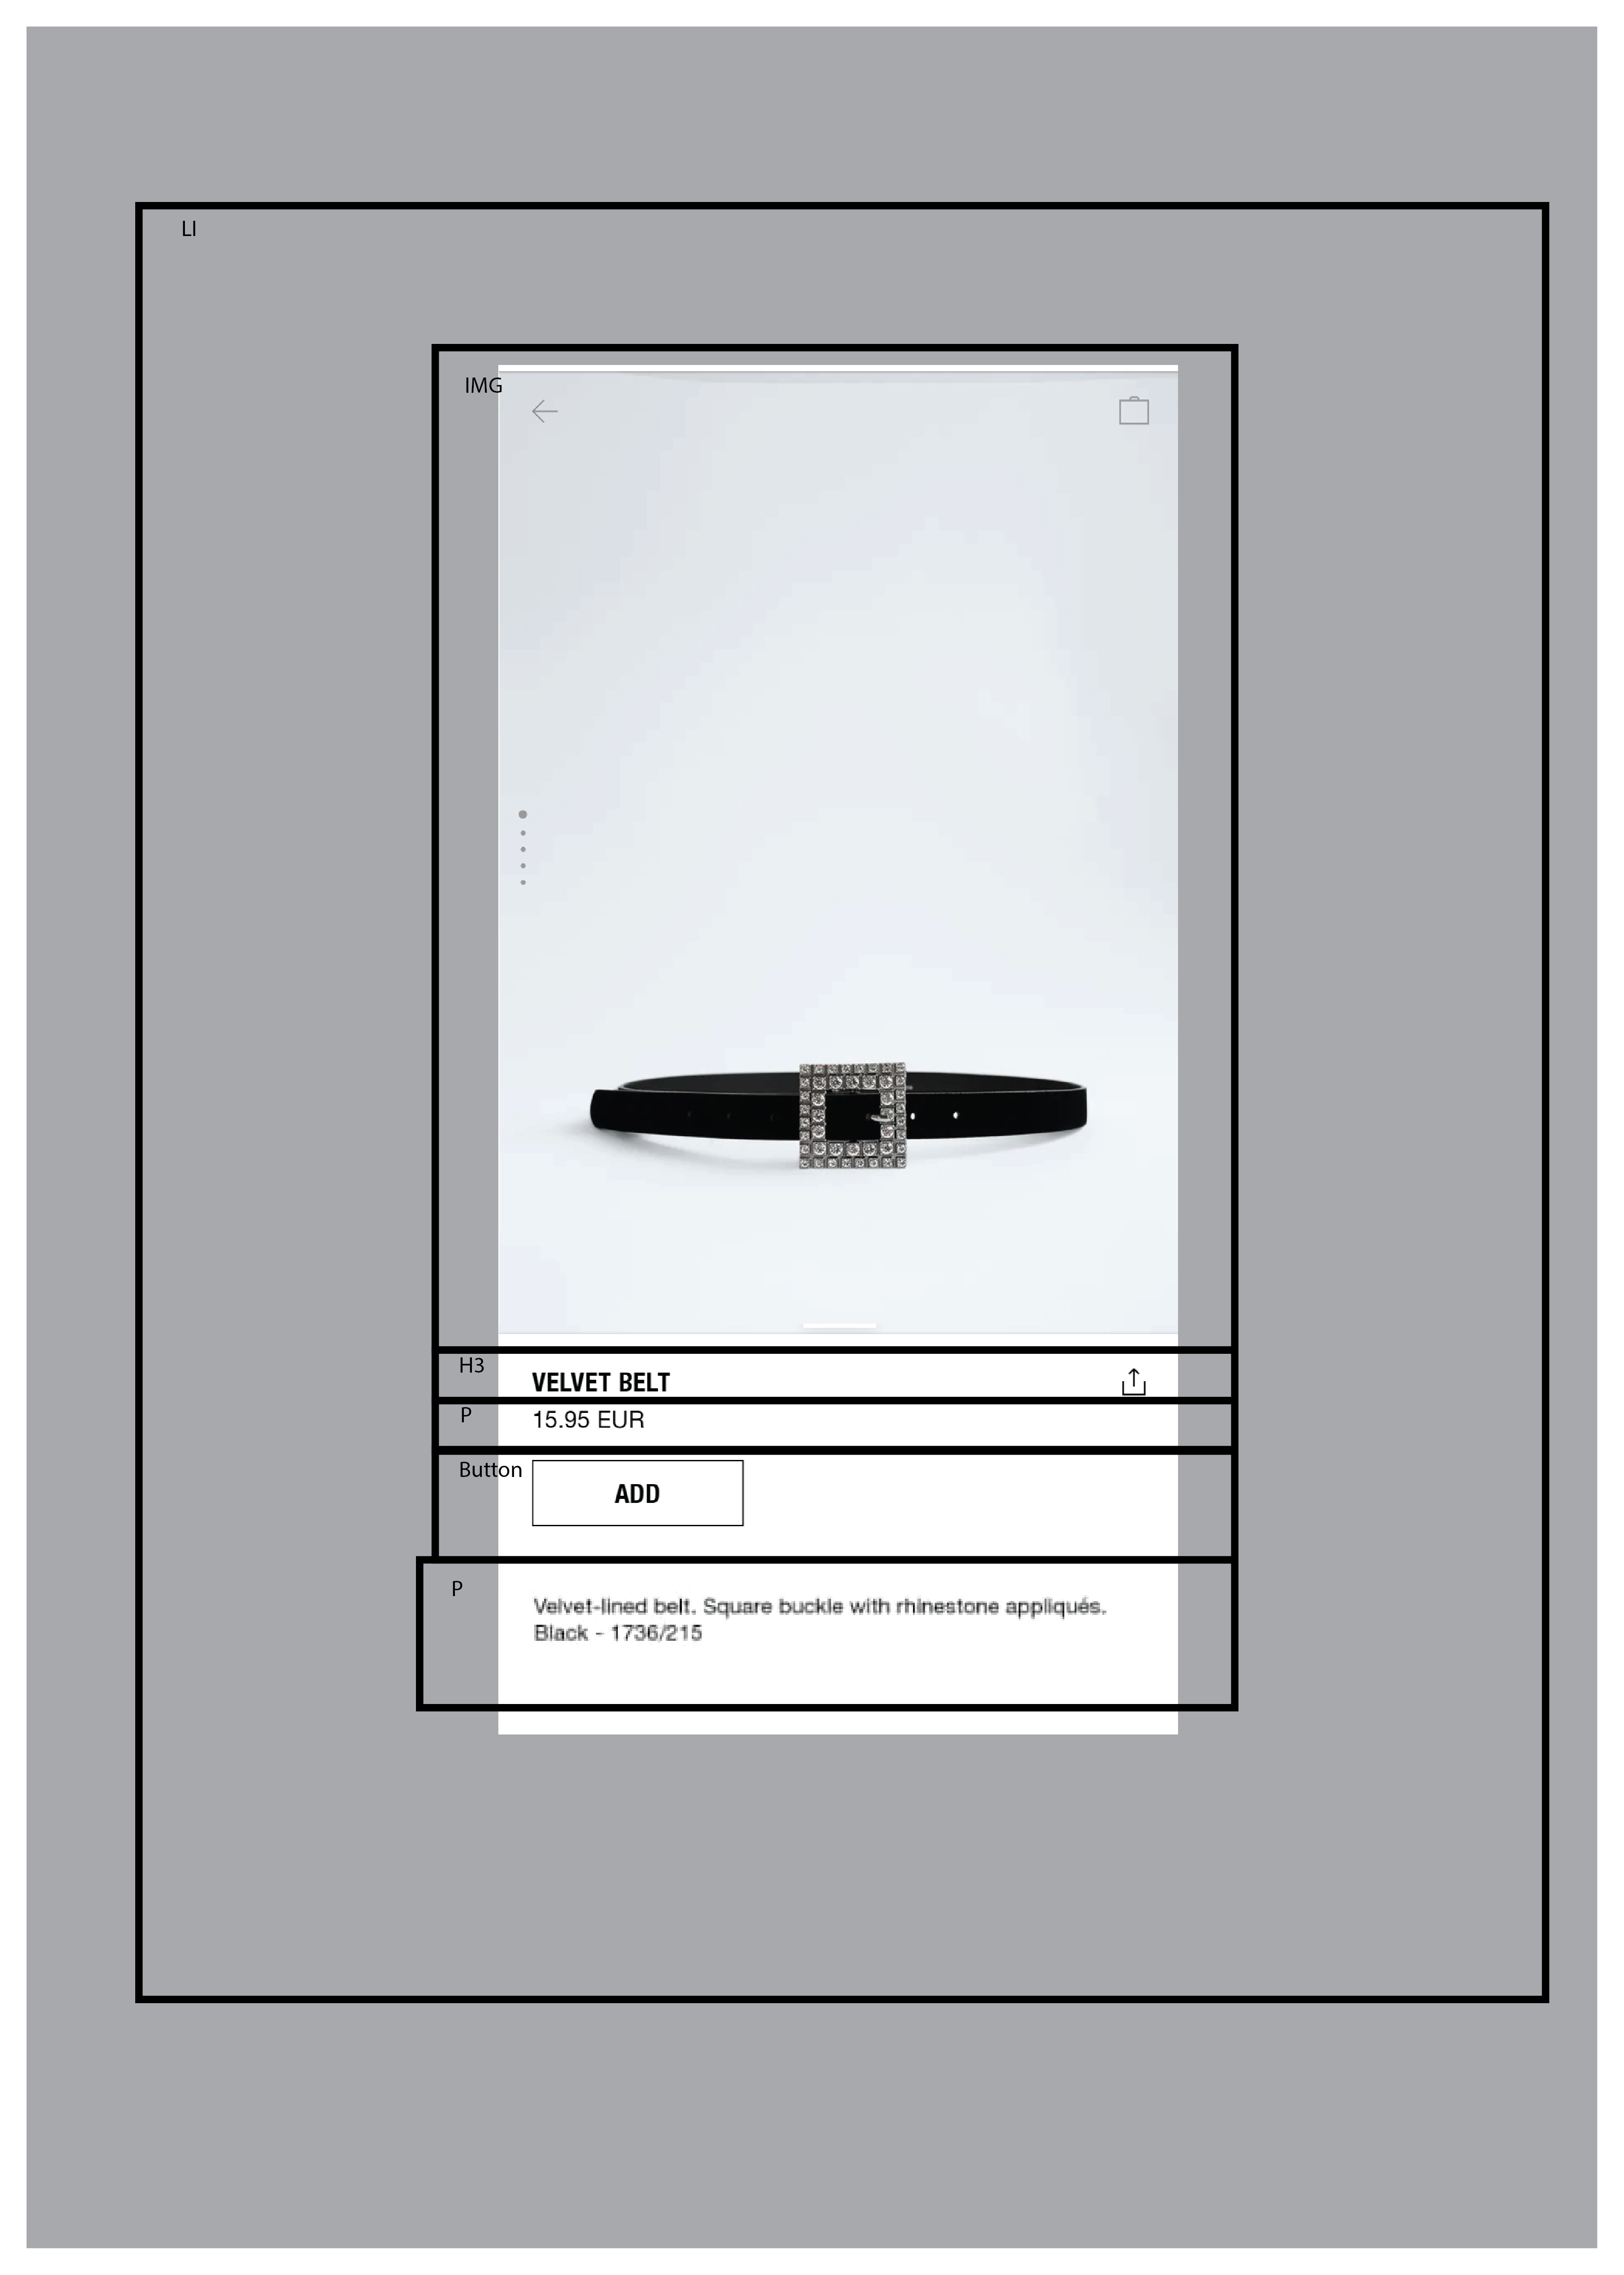 LI
IMG
H3
VELVET BELT
P
15.95 EUR
Button
ADD
P
Velvet-lined belt. Square buckle with rhinestone appliqués.
Black - 1736/215